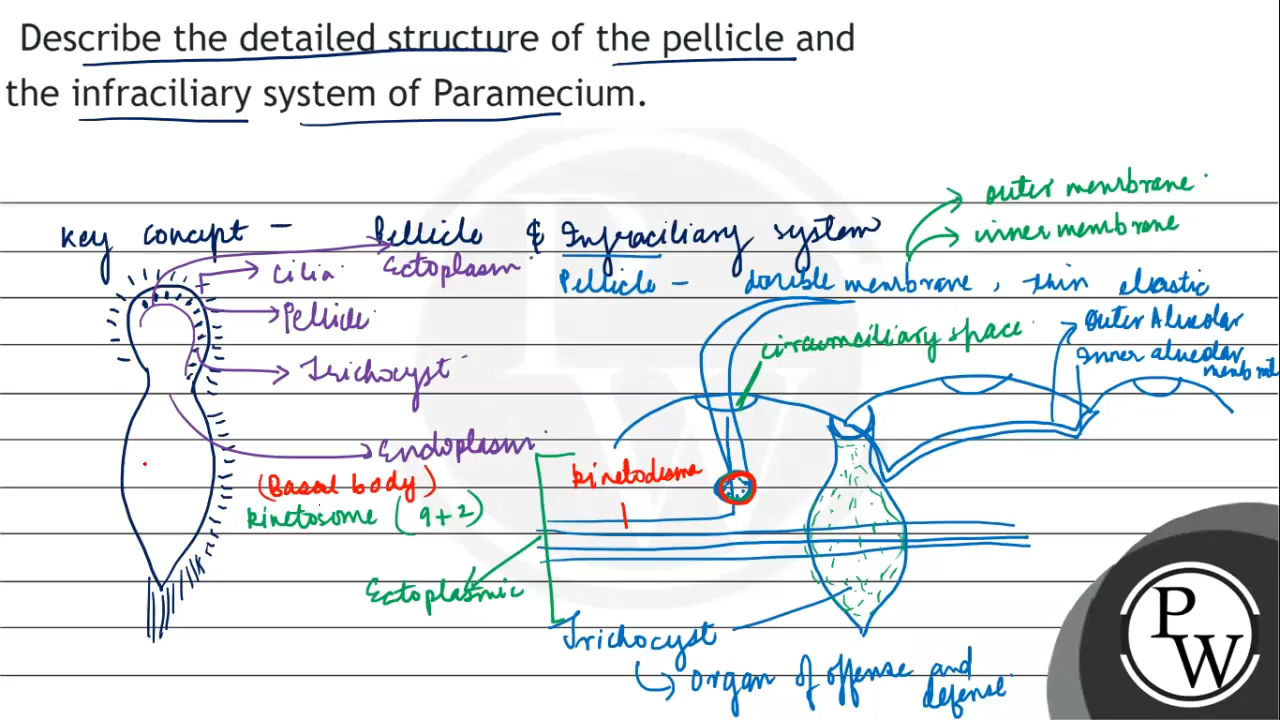 Describe the detailed structure of the pellicle and
the infraciliary system of Paramecium.
outer membrane
inner membrane
Key concept - Pellicle & Infraciliary system
Cilia
Ectoplasm
Pellicle - double membrane, thin elastic
Pellicle
circumciliary space
Outer Alveolar
Inner alveolar
Trichocyst
Endoplasm
(Basal body)
kinetodesma
kinetosome (9+2)
Ectoplasmic
Trichocyst
organ of offense and
defense
P
W